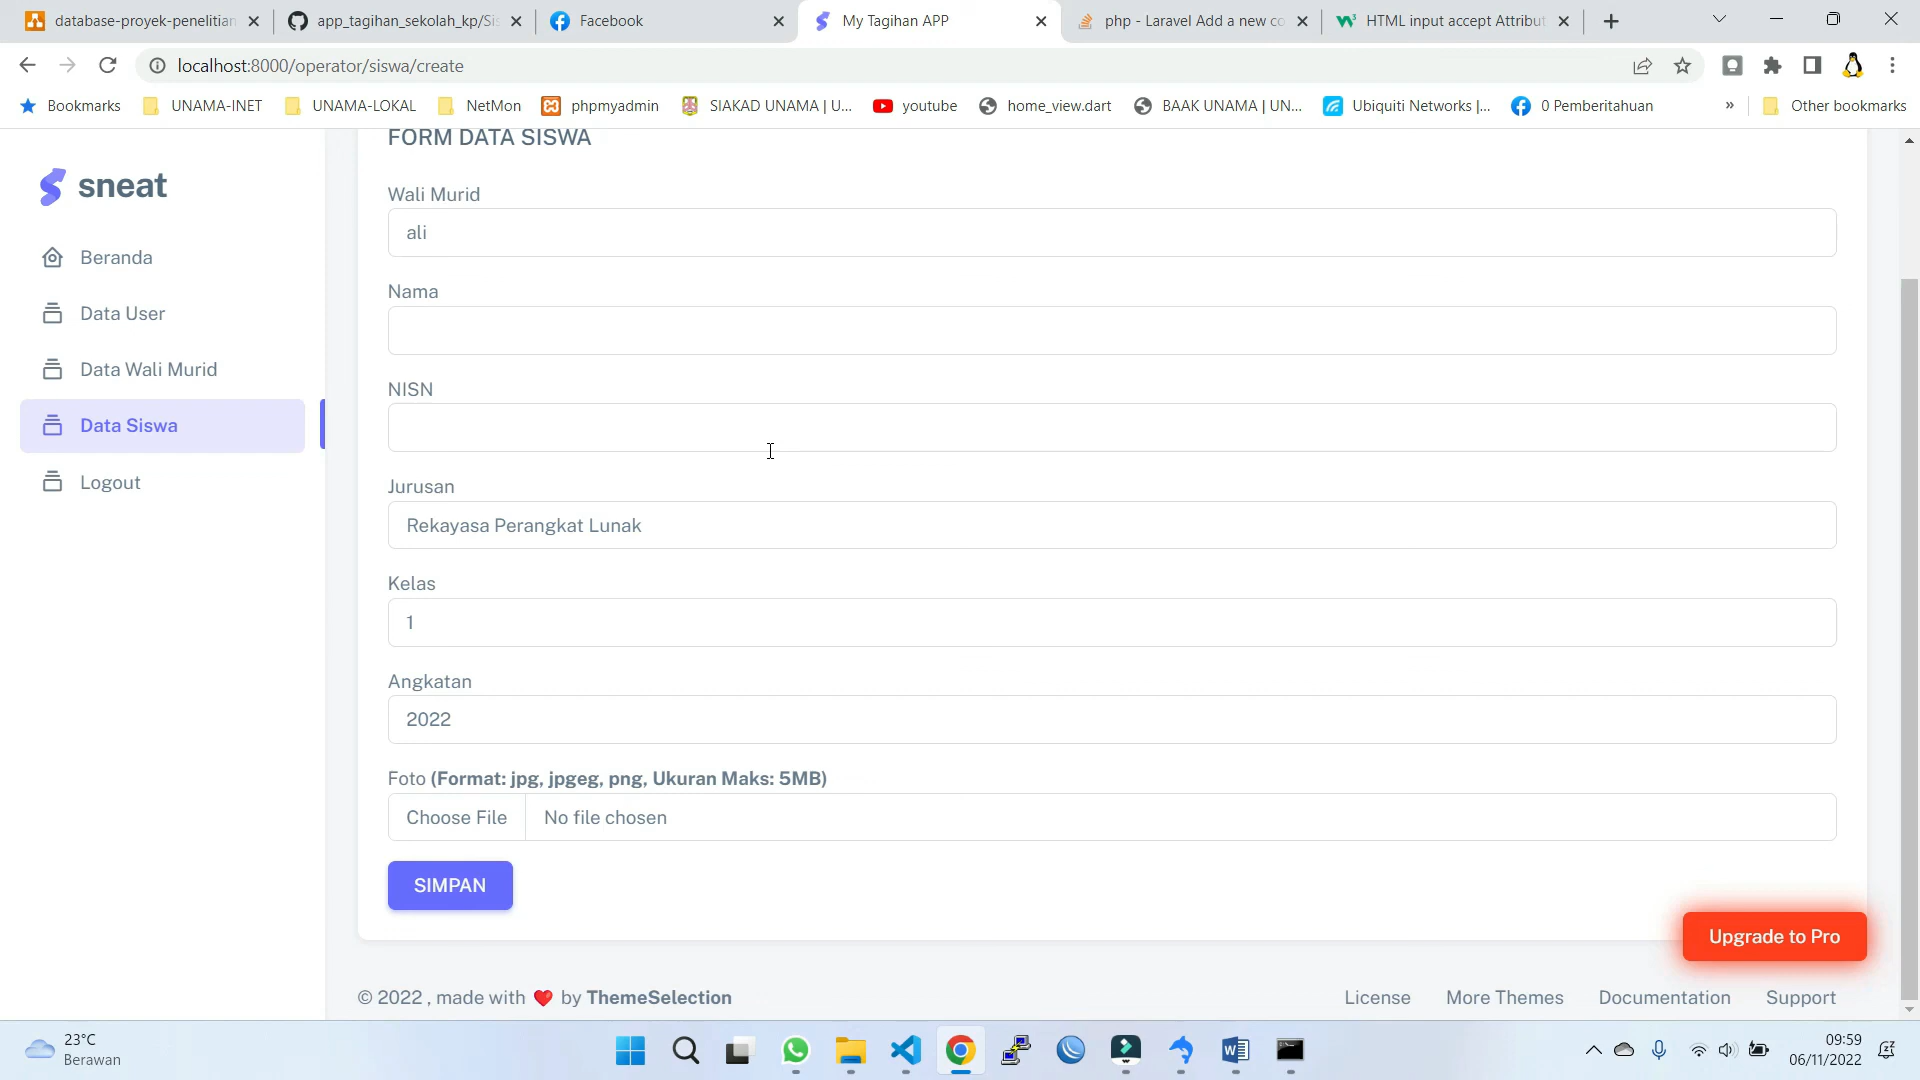 database-proyek-penelitian
app_tagihan_sekolah_kp/Sis
Facebook
My Tagihan APP
php - Laravel Add a new co
HTML input accept Attribut
localhost:8000/operator/siswa/create
Bookmarks
UNAMA-INET
UNAMA-LOKAL
NetMon
phpmyadmin
SIAKAD UNAMA | U...
youtube
home_view.dart
BAAK UNAMA | UN...
Ubiquiti Networks |...
0 Pemberitahuan
»
Other bookmarks
sneat
Beranda
Data User
Data Wali Murid
Data Siswa
Logout
FORM DATA SISWA
Wali Murid
ali
Nama
NISN
Jurusan
Rekayasa Perangkat Lunak
Kelas
1
Angkatan
2022
Foto (Format: jpg, jpgeg, png, Ukuran Maks: 5MB)
Choose File No file chosen
SIMPAN
Upgrade to Pro
© 2022 , made with ❤️ by ThemeSelection
License More Themes Documentation Support
23°C
Berawan
09:59
06/11/2022